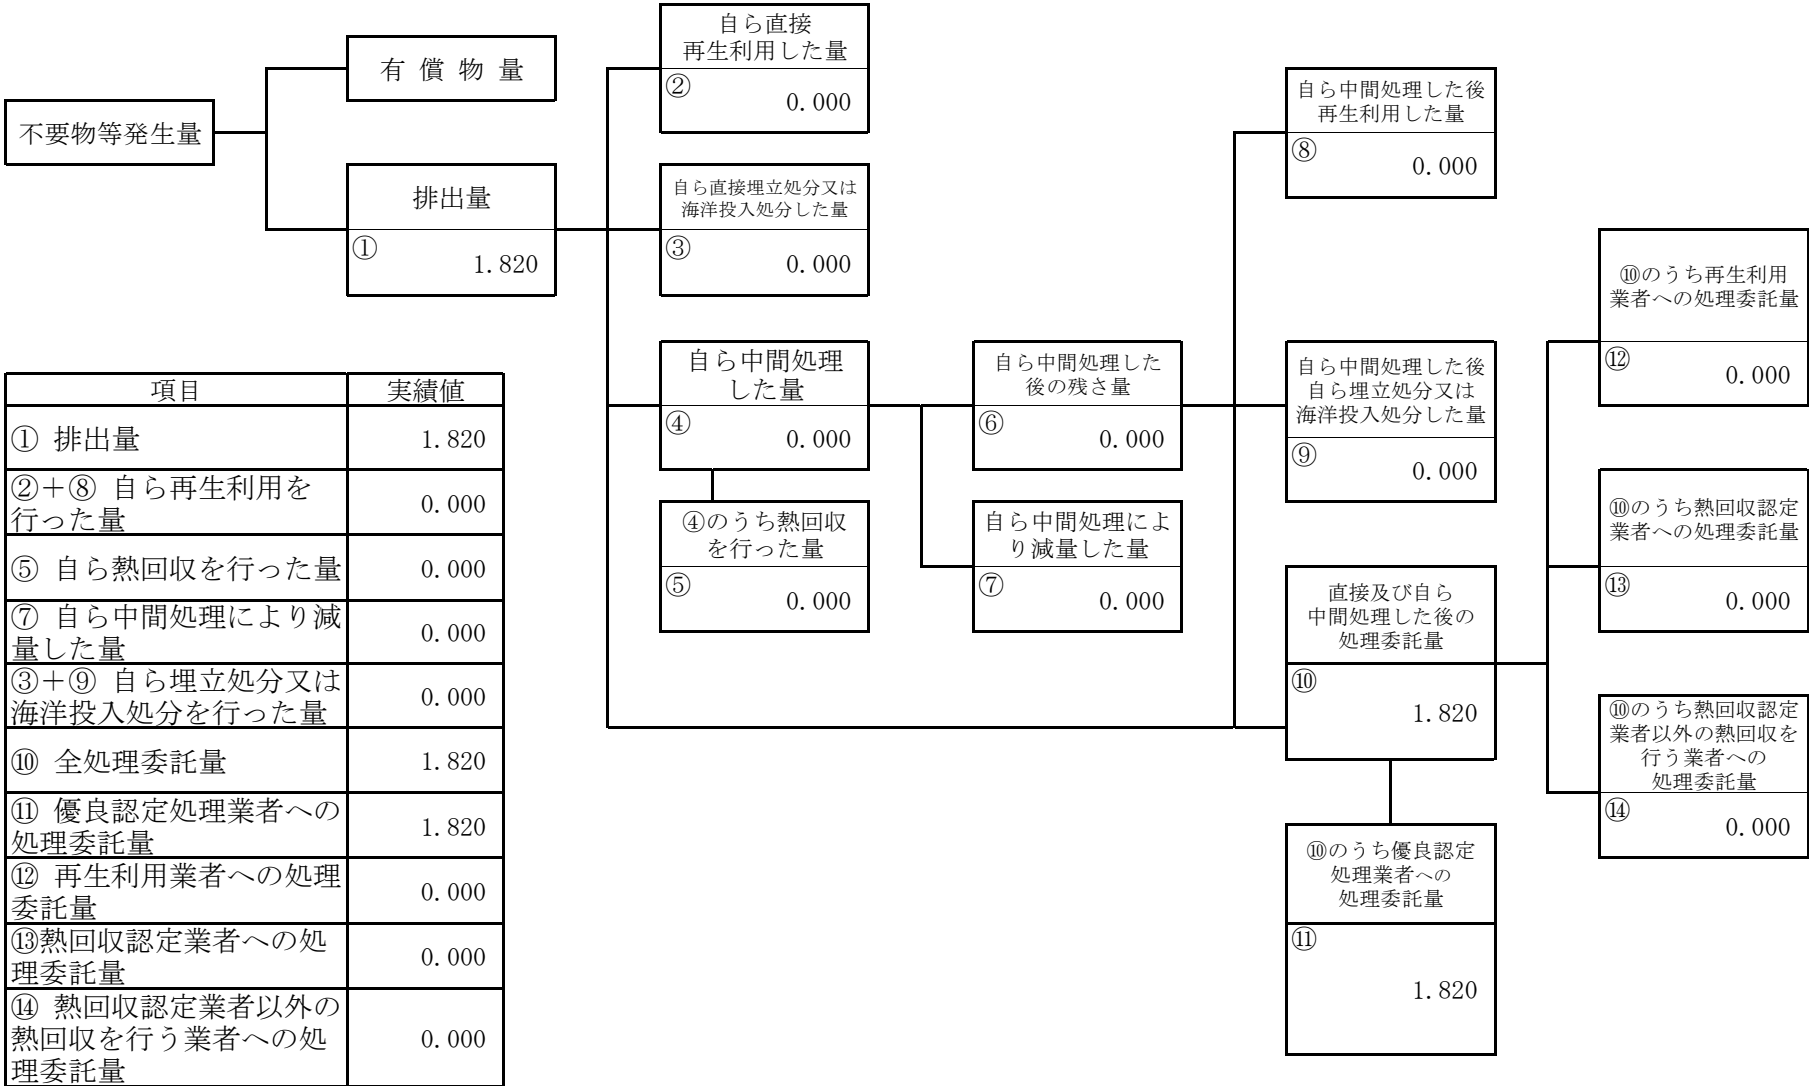 不要物等発生量
有 償 物 量
排出量
①
1.820
自ら直接
再生利用した量
②
0.000
自ら直接埋立処分又は
海洋投入処分した量
③
0.000
自ら中間処理
した量
④
0.000
④のうち熱回収
を行った量
⑤
0.000
自ら中間処理した
後の残さ量
⑥
0.000
自ら中間処理によ
り減量した量
⑦
0.000
自ら中間処理した後
再生利用した量
⑧
0.000
自ら中間処理した後
自ら埋立処分又は
海洋投入処分した量
⑨
0.000
直接及び自ら
中間処理した後の
処理委託量
⑩
1.820
⑩のうち優良認定
処理業者への
処理委託量
⑪
1.820
⑩のうち再生利用
業者への処理委託量
⑫
0.000
⑩のうち熱回収認定
業者への処理委託量
⑬
0.000
⑩のうち熱回収認定
業者以外の熱回収を
行う業者への
処理委託量
⑭
0.000
項目 実績値
① 排出量 1.820
②＋⑧ 自ら再生利用を
行った量 0.000
⑤ 自ら熱回収を行った量 0.000
⑦ 自ら中間処理により減
量した量 0.000
③＋⑨ 自ら埋立処分又は
海洋投入処分を行った量 0.000
⑩ 全処理委託量 1.820
⑪ 優良認定処理業者への
処理委託量 1.820
⑫ 再生利用業者への処理
委託量 0.000
⑬熱回収認定業者への処
理委託量 0.000
⑭ 熱回収認定業者以外の
熱回収を行う業者への処
理委託量 0.000